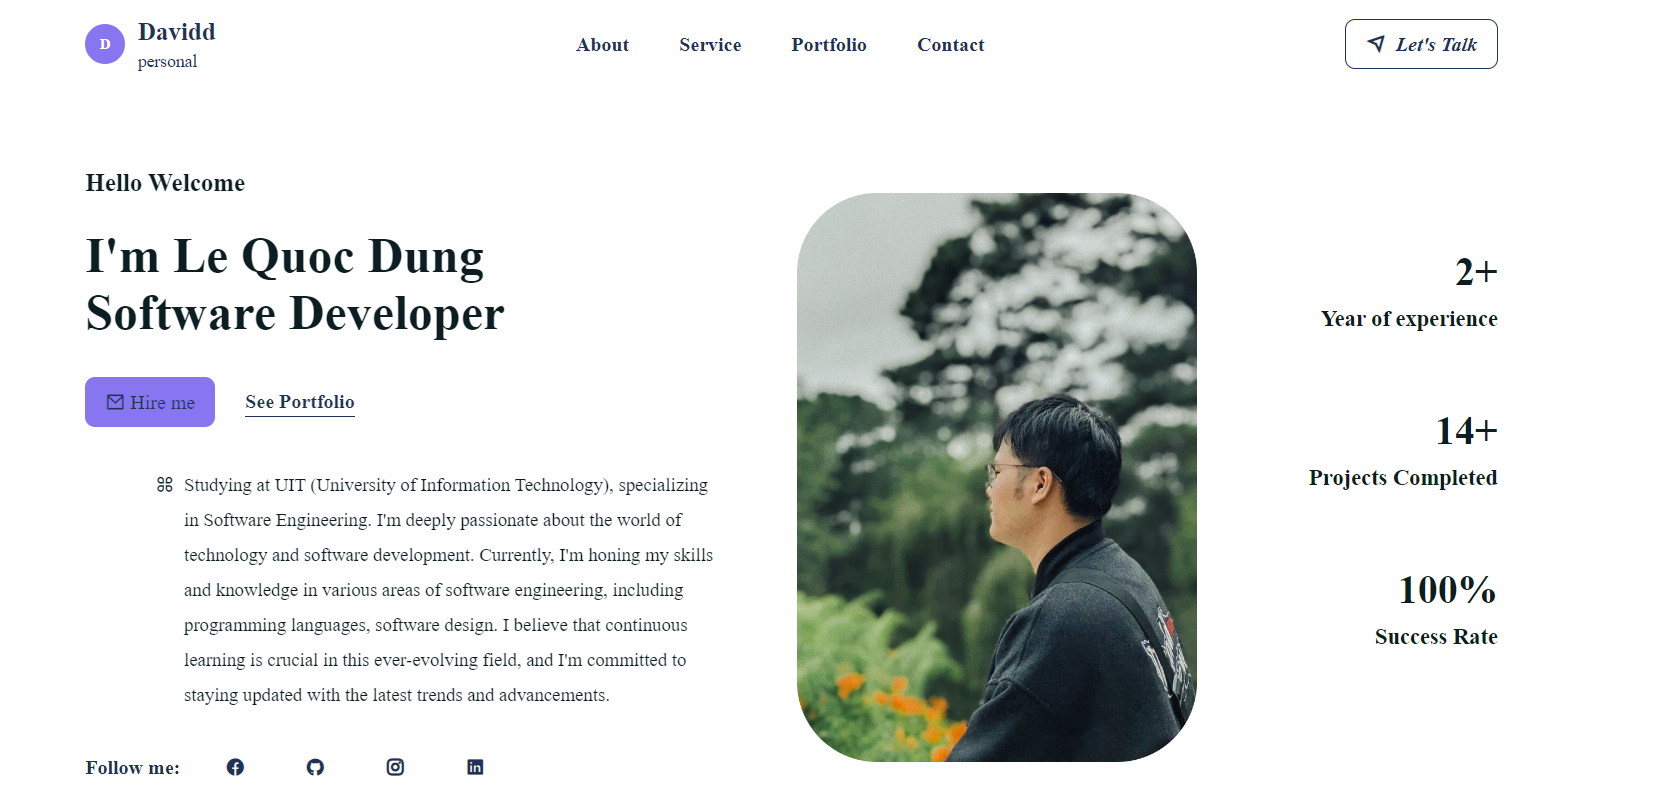 D
Davidd
personal
About
Service
Portfolio
Contact
Let's Talk
Hello Welcome
I'm Le Quoc Dung
Software Developer
Hire me
See Portfolio
Studying at UIT (University of Information Technology), specializing
in Software Engineering. I'm deeply passionate about the world of
technology and software development. Currently, I'm honing my skills
and knowledge in various areas of software engineering, including
programming languages, software design. I believe that continuous
learning is crucial in this ever-evolving field, and I'm committed to
staying updated with the latest trends and advancements.
Follow me:
in
2+
Year of experience
14+
Projects Completed
100%
Success Rate